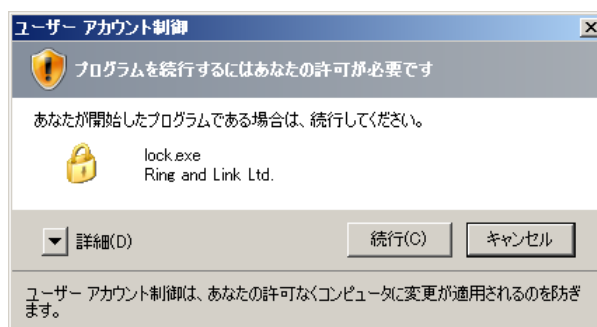 ユーザー アカウント制御
プログラムを続行するにはあなたの許可が必要です
あなたが開始したプログラムである場合は、続行してください。
lock.exe
Ring and Link Ltd.
詳細(D)
続行(C)
キャンセル
ユーザー アカウント制御は、あなたの許可なくコンピュータに変更が適用されるのを防ぎ
ます。